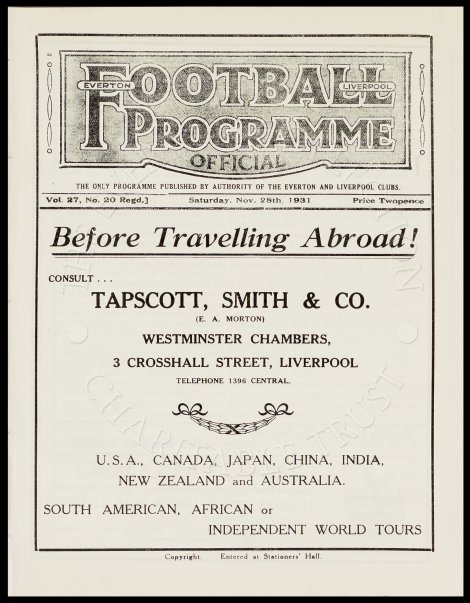 FOOTBALL
EVERTON
LIVERPOOL
PROGRAMME
OFFICIAL
THE ONLY PROGRAMME PUBLISHED BY AUTHORITY OF THE EVERTON AND LIVERPOOL CLUBS.
Vol. 27, No. 20 Regd.] Saturday, Nov. 28th, 1931 Price Twopence
Before Travelling Abroad!
CONSULT . . .
TAPSCOTT, SMITH & CO.
(E. A. MORTON)
WESTMINSTER CHAMBERS,
3 CROSSHALL STREET, LIVERPOOL
TELEPHONE 1396 CENTRAL.
U.S.A., CANADA, JAPAN, CHINA, INDIA,
NEW ZEALAND and AUSTRALIA.
SOUTH AMERICAN, AFRICAN or
INDEPENDENT WORLD TOURS
Copyright. Entered at Stationers' Hall.
CHARITABLE TRUST